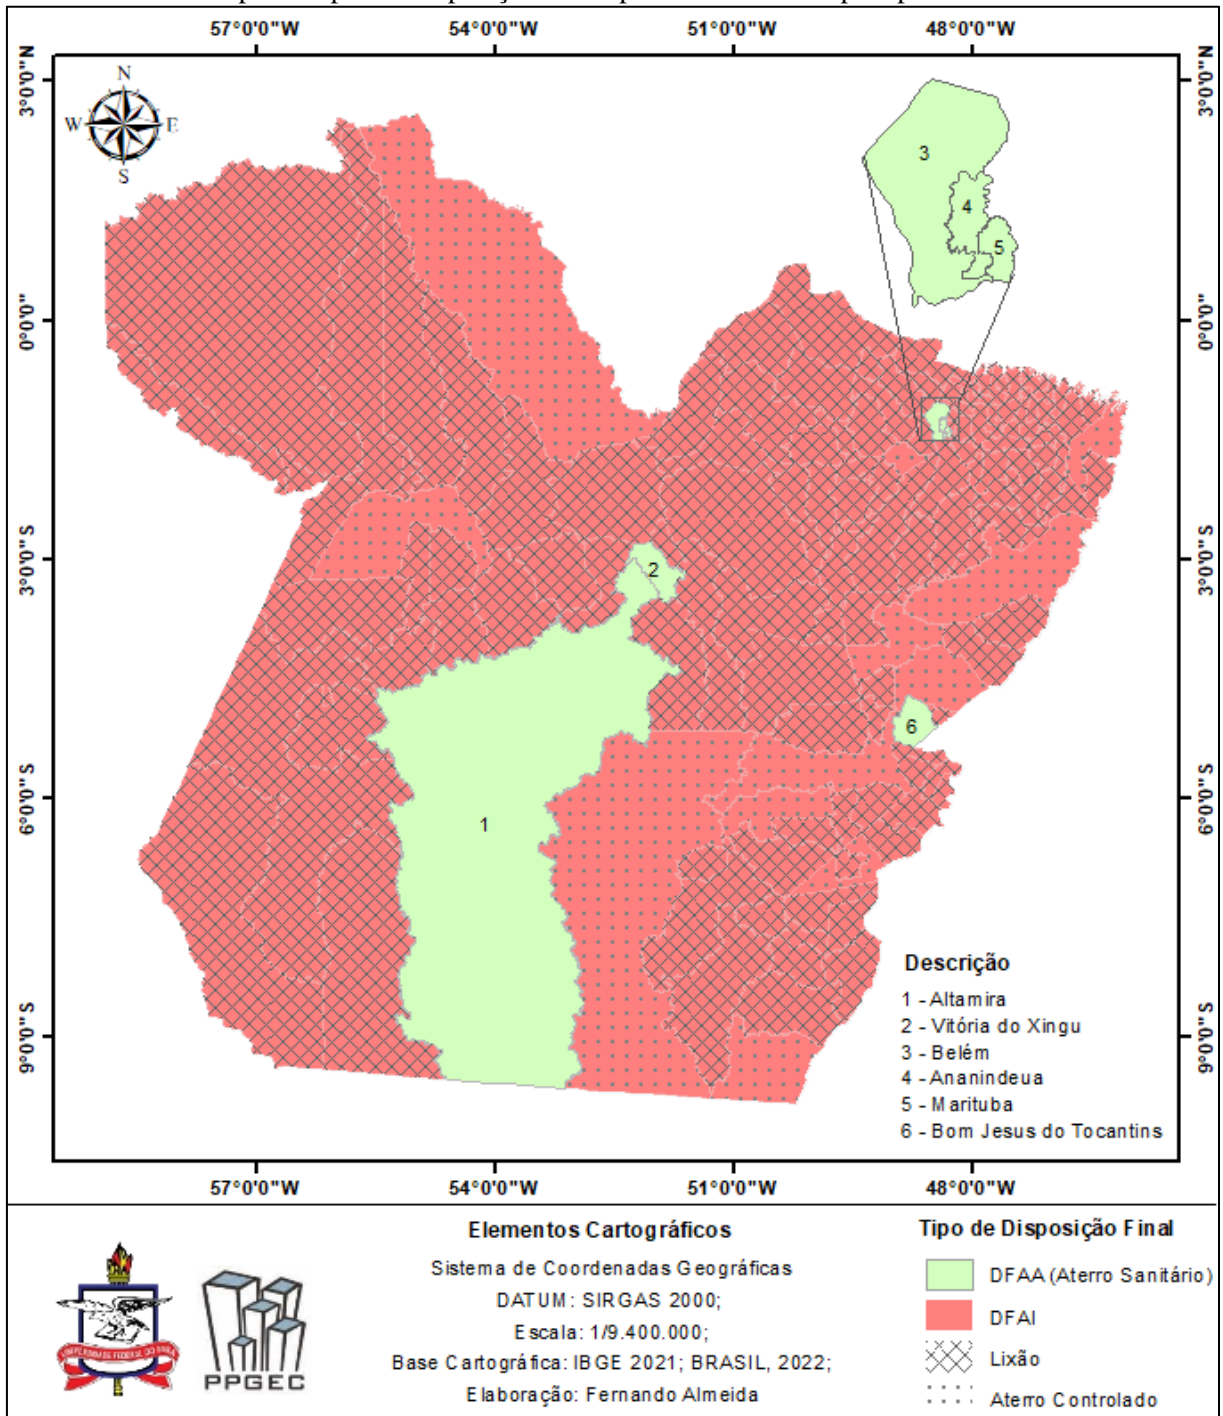 57°0'0"W 54°0'0"W 51°0'0"W 48°0'0"W
3°0'0"N
3°0'0"N
N
W E
S
3
4
5
0°0'0"
0°0'0"
2
3°0'0"S
3°0'0"S
6
1
6°0'0"S
6°0'0"S
Descrição
1 - Altamira
2 - Vitória do Xingu
3 - Belém
4 - Ananindeua
5 - Marituba
6 - Bom Jesus do Tocantins
9°0'0"S
9°0'0"S
57°0'0"W 54°0'0"W 51°0'0"W 48°0'0"W
Elementos Cartográficos
Sistema de Coordenadas Geográficas
DATUM: SIRGAS 2000;
Escala: 1/9.400.000;
Base Cartográfica: IBGE 2021; BRASIL, 2022;
Elaboração: Fernando Almeida
UNIVERSIDADE FEDERAL DO PARÁ
PPGEC
Tipo de Disposição Final
DFAA (Aterro Sanitário)
DFAI
Lixão
Aterro Controlado